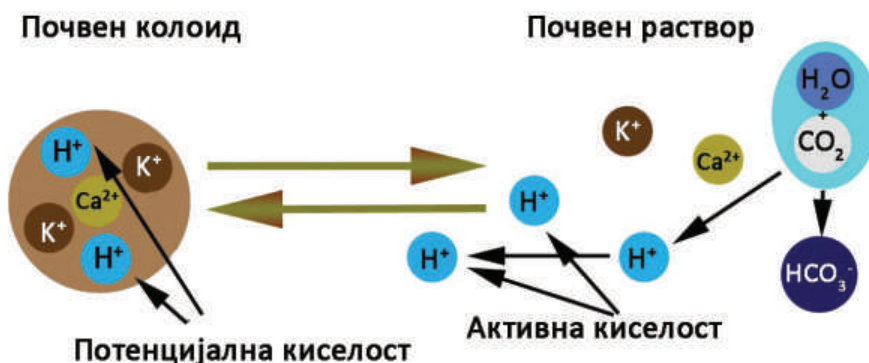 Почвен колоид
Почвен раствор
H₂O
+
CO₂
K⁺
H⁺
K⁺
Ca²⁺
Ca²⁺
H⁺
K⁺
H⁺
H⁺
H⁺
HCO₃⁻
Активна киселост
Потенцијална киселост